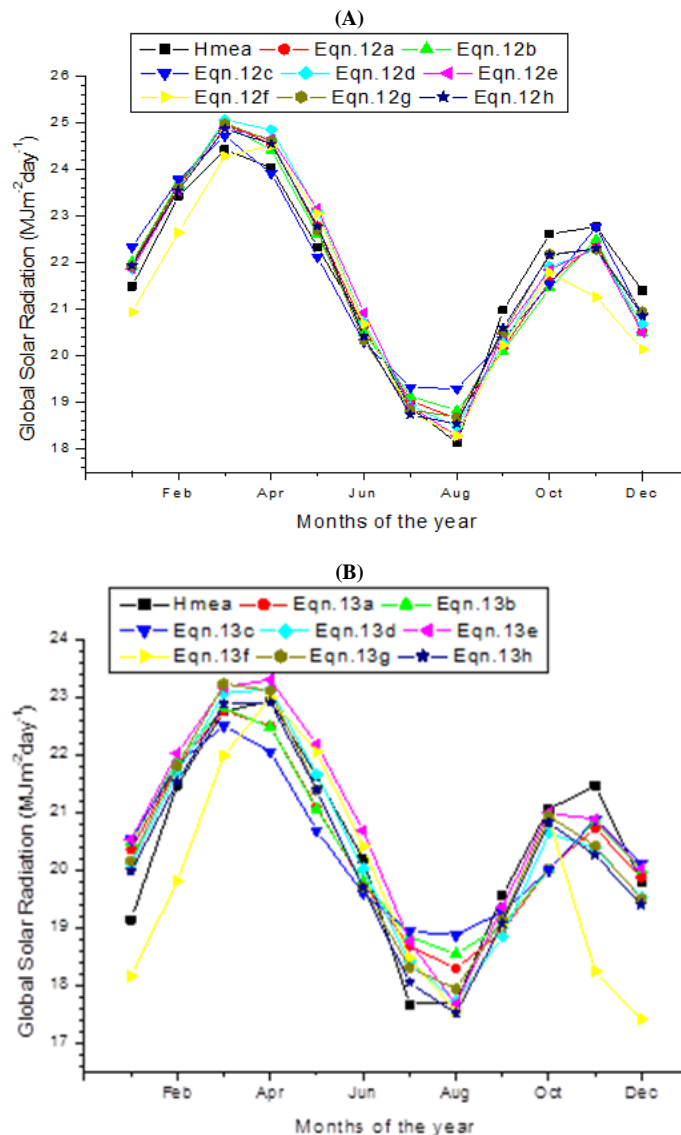 (A)
Hmea Eqn.12a Eqn.12b
Eqn.12c Eqn.12d Eqn.12e
Eqn.12f Eqn.12g Eqn.12h
26
25
24
23
22
21
20
19
18
Global Solar Radiation (MJm⁻²day⁻¹)
Feb Apr Jun Aug Oct Dec
Months of the year
(B)
Hmea Eqn.13a Eqn.13b
Eqn.13c Eqn.13d Eqn.13e
Eqn.13f Eqn.13g Eqn.13h
24
23
22
21
20
19
18
17
Global Solar Radiation (MJm⁻²day⁻¹)
Feb Apr Jun Aug Oct Dec
Months of the year